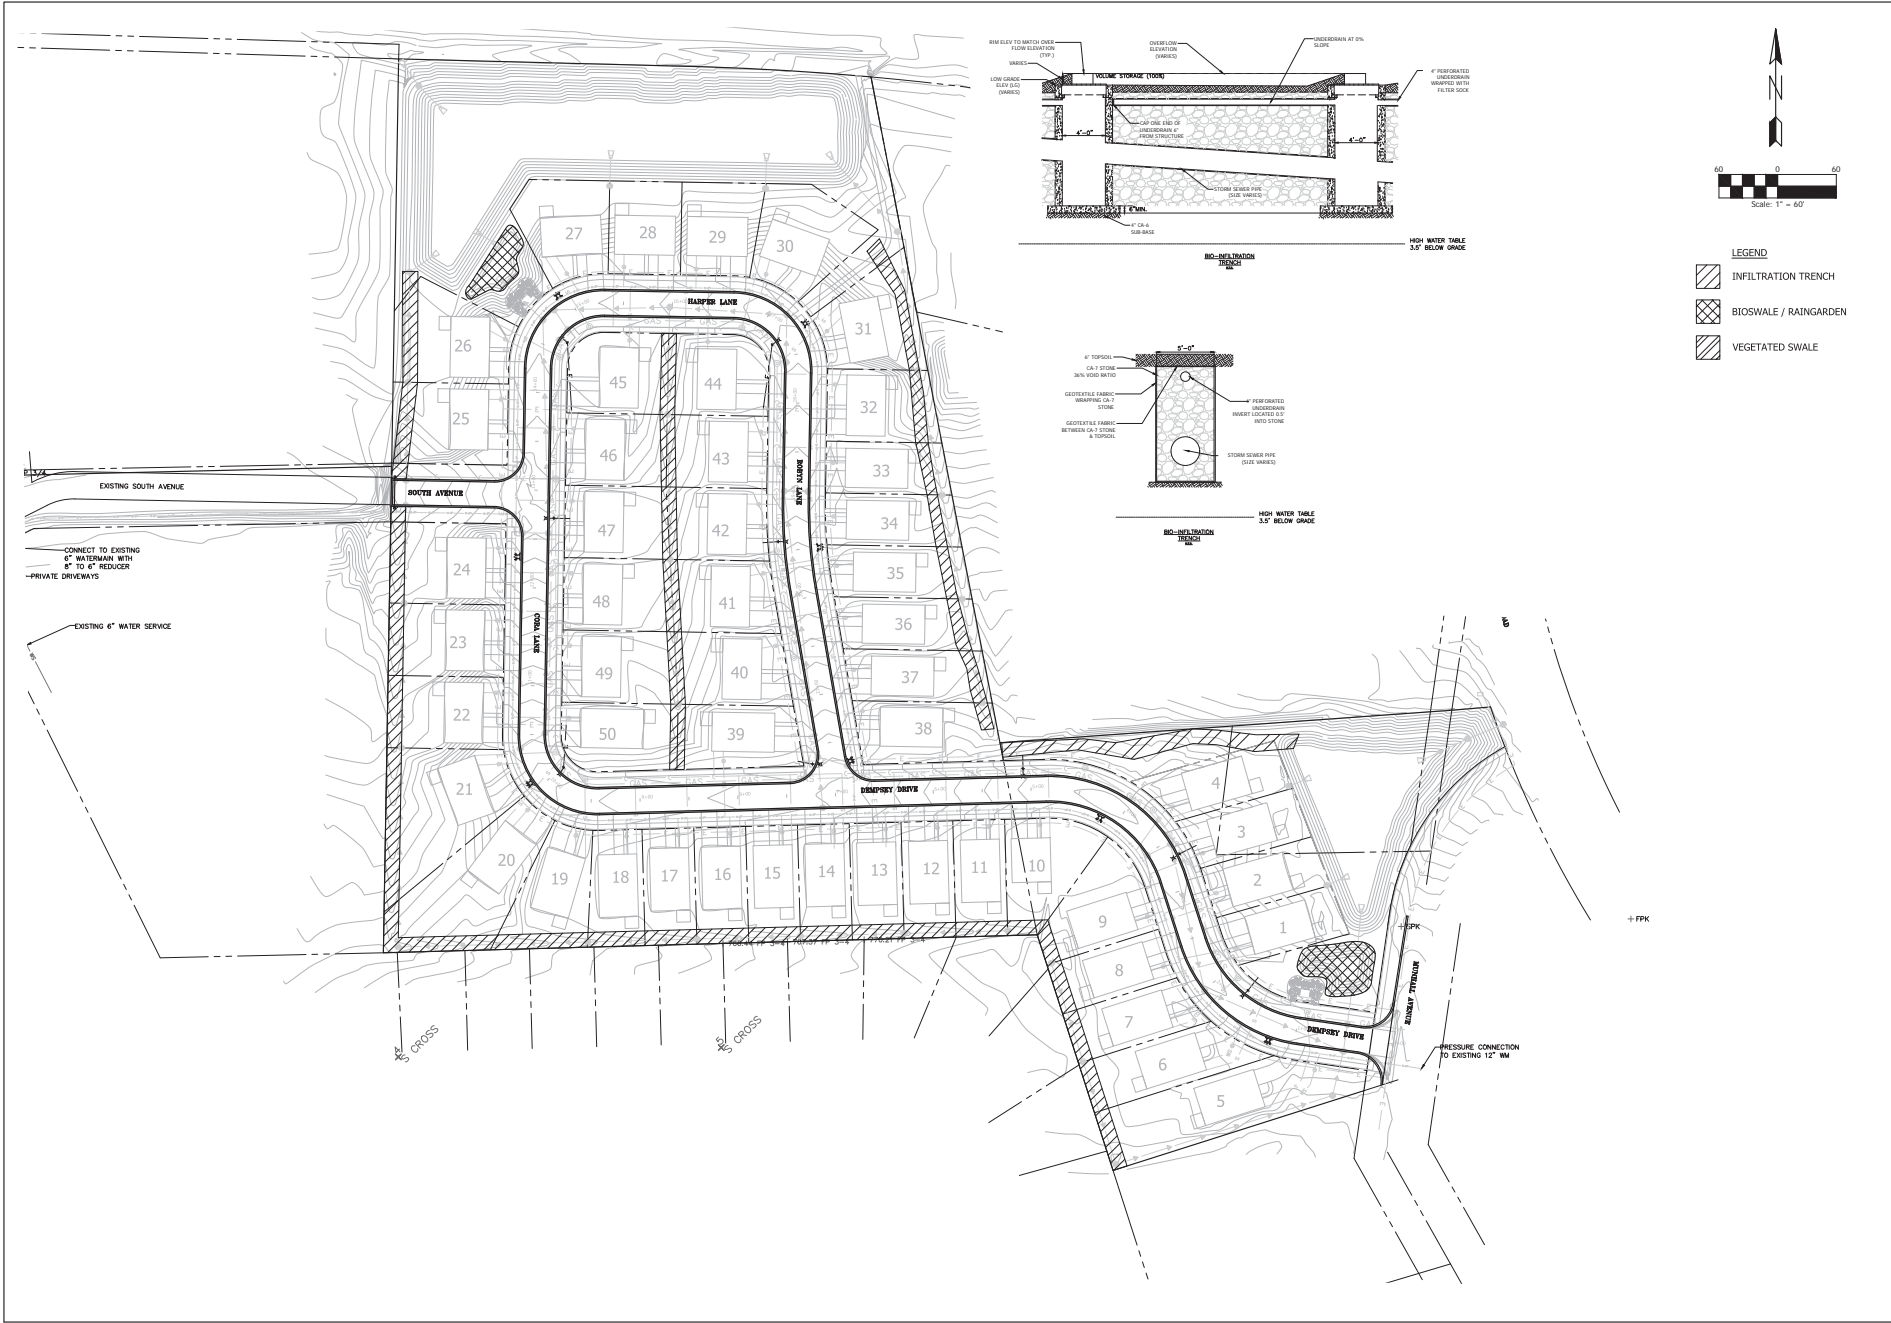 RIM ELEV TO MATCH OVER
FLOW ELEVATION
(TYP.)
VARIES
LOW GRADE
ELEV (LG)
(VARIES)
OVERFLOW
ELEVATION
(VARIES)
UNDERDRAIN AT 0%
SLOPE
4" PERFORATED
UNDERDRAIN
WRAPPED WITH
FILTER SOCK
VOLUME STORAGE (100%)
CAP ONE END OF
UNDERDRAIN 6'
FROM STRUCTURE
4'-0"
4'-0"
STORM SEWER PIPE
(SIZE VARIES)
6"MIN.
4" CA-6
SUB-BASE
HIGH WATER TABLE
3.5' BELOW GRADE
BIO-INFILTRATION
TRENCH
N
60
0
60
Scale: 1" = 60'
LEGEND
INFILTRATION TRENCH
BIOSWALE / RAINGARDEN
VEGETATED SWALE
5'-0"
6" TOPSOIL
CA-7 STONE
36% VOID RATIO
GEOTEXTILE FABRIC
WRAPPING CA-7
STONE
GEOTEXTILE FABRIC
BETWEEN CA-7 STONE
& TOPSOIL
4" PERFORATED
UNDERDRAIN
INVERT LOCATED 0.5'
INTO STONE
STORM SEWER PIPE
(SIZE VARIES)
HIGH WATER TABLE
3.5' BELOW GRADE
BIO-INFILTRATION
TRENCH
27
28
29
30
HARPER LANE
GAS
GAS
26
31
25
45
44
32
46
43
33
ROBYN LANE
3/4
EXISTING SOUTH AVENUE
SOUTH AVENUE
47
42
34
CONNECT TO EXISTING
6" WATERMAIN WITH
8" TO 6" REDUCER
PRIVATE DRIVEWAYS
24
48
41
35
EXISTING 6" WATER SERVICE
23
CORA LANE
36
49
40
37
22
50
39
38
21
GAS
GAS
GAS
DEMPSEY DRIVE
4
3
20
19
18
17
16
15
14
13
12
11
10
2
9
1
8
7
6
5
FPK
MUNHALL AVENUE
DEMPSEY DRIVE
PRESSURE CONNECTION
TO EXISTING 12" WM
CROSS
CROSS